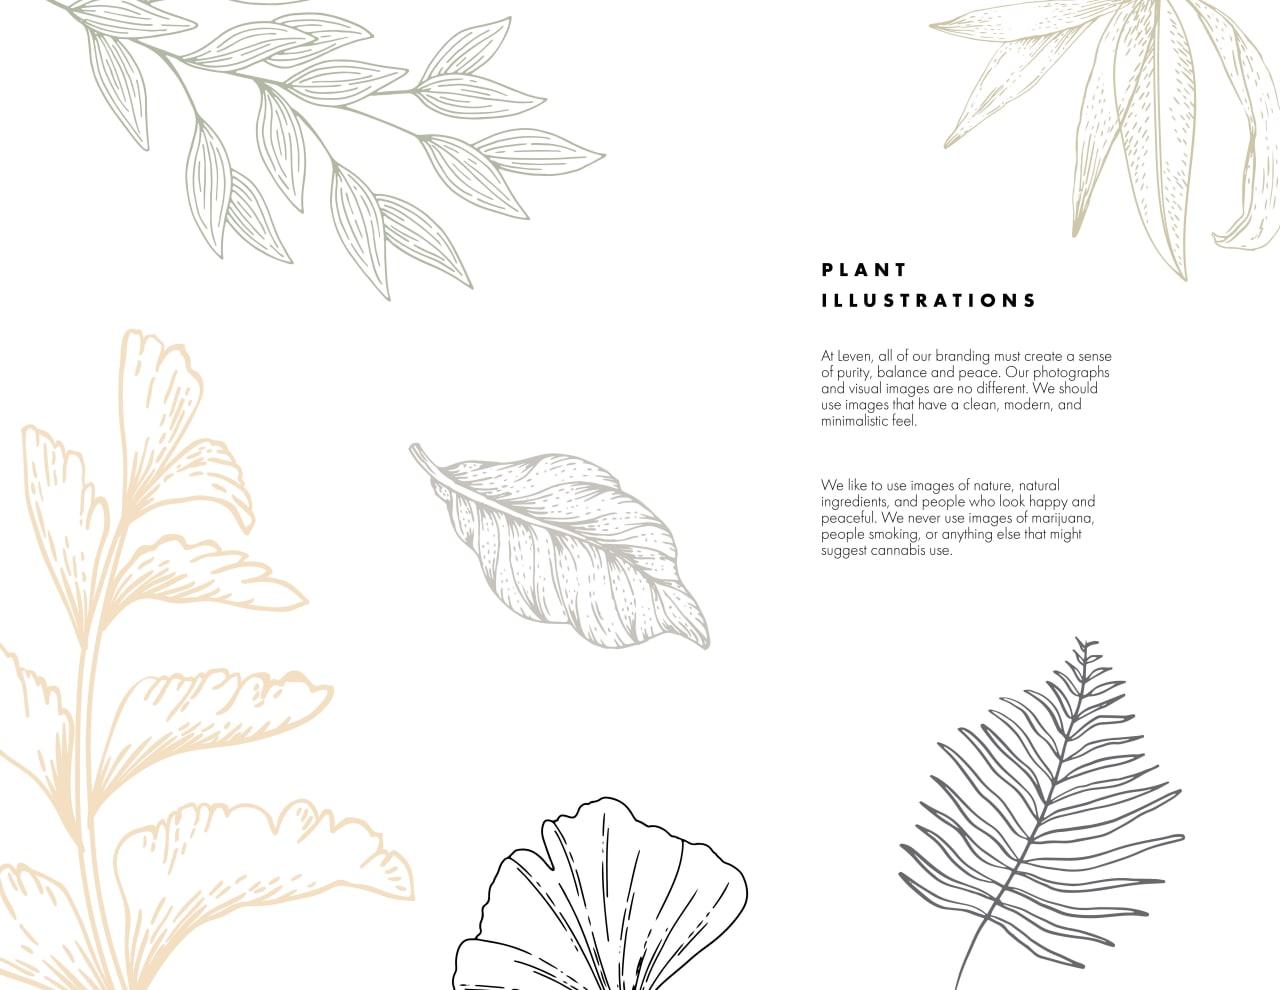 PLANT
ILLUSTRATIONS
At Leven, all of our branding must create a sense
of purity, balance and peace. Our photographs
and visual images are no different. We should
use images that have a clean, modern, and
minimalistic feel.
We like to use images of nature, natural
ingredients, and people who look happy and
peaceful. We never use images of marijuana,
people smoking, or anything else that might
suggest cannabis use.